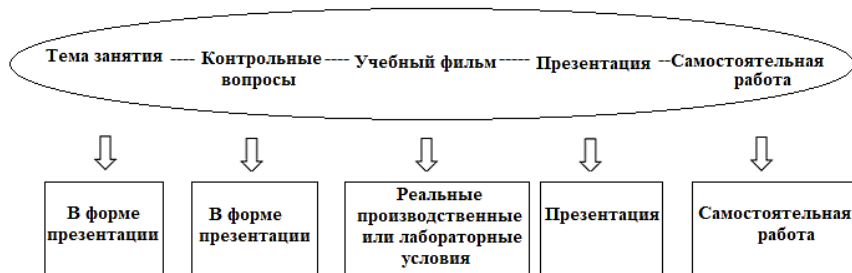 Тема занятия ---- Контрольные вопросы ---- Учебный фильм ----- Презентация -- Самостоятельная работа
В форме презентации
В форме презентации
Реальные
производственные
или лабораторные
условия
Презентация
Самостоятельная
работа